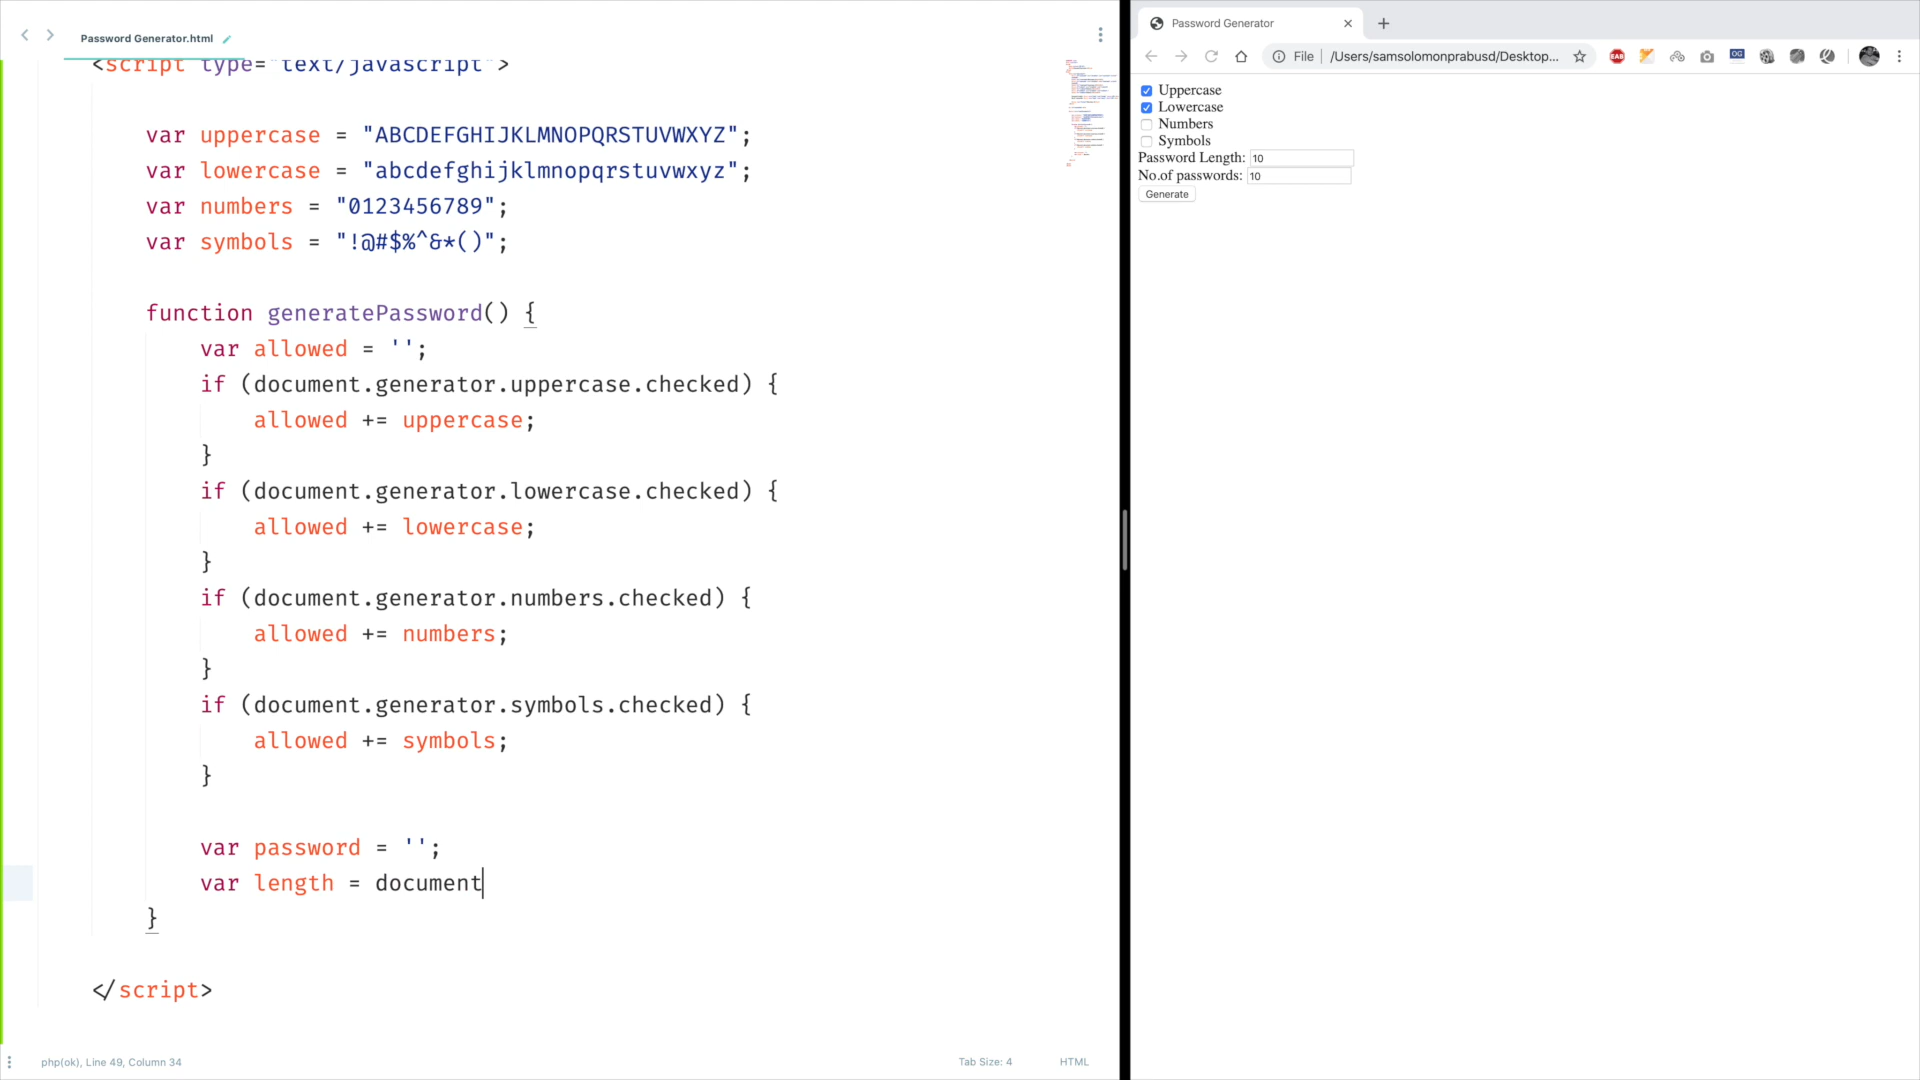 Password Generator.html
<script type="text/javascript">
var uppercase = "ABCDEFGHIJKLMNOPQRSTUVWXYZ";
var lowercase = "abcdefghijklmnopqrstuvwxyz";
var numbers = "0123456789";
var symbols = "!@#$%^&*()";
function generatePassword() {
var allowed = '';
if (document.generator.uppercase.checked) {
allowed += uppercase;
}
if (document.generator.lowercase.checked) {
allowed += lowercase;
}
if (document.generator.numbers.checked) {
allowed += numbers;
}
if (document.generator.symbols.checked) {
allowed += symbols;
}
var password = '';
var length = document
}
</script>
php(ok), Line 49, Column 34
Tab Size: 4
HTML
Password Generator
File
/Users/samsolomonprabusd/Desktop...
EAB
OG
Uppercase
Lowercase
Numbers
Symbols
Password Length: 10
No.of passwords: 10
Generate